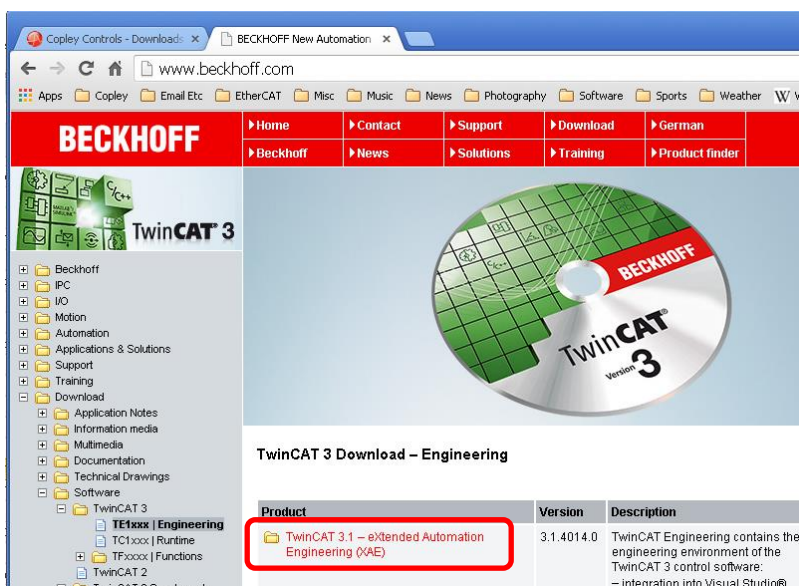 Copley Controls - Downloads
BECKHOFF New Automation
www.beckhoff.com
Apps Copley Email Etc EtherCAT Misc Music News Photography Software Sports Weather W
BECKHOFF
Home Contact Support Download German
Beckhoff News Solutions Training Product finder
C/C++
TwinCAT® 3
BECKHOFF
TwinCAT
Version 3
Beckhoff
IPC
I/O
Motion
Automation
Applications & Solutions
Support
Training
Download
Application Notes
Information media
Multimedia
Documentation
Technical Drawings
Software
TwinCAT 3
TE1xxx | Engineering
TC1xxx | Runtime
TFxxxx | Functions
TwinCAT 2
TwinCAT 3 Download – Engineering
Product Version Description
TwinCAT 3.1 – eXtended Automation
Engineering (XAE)
3.1.4014.0
TwinCAT Engineering contains the
engineering environment of the
TwinCAT 3 control software:
– integration into Visual Studio®